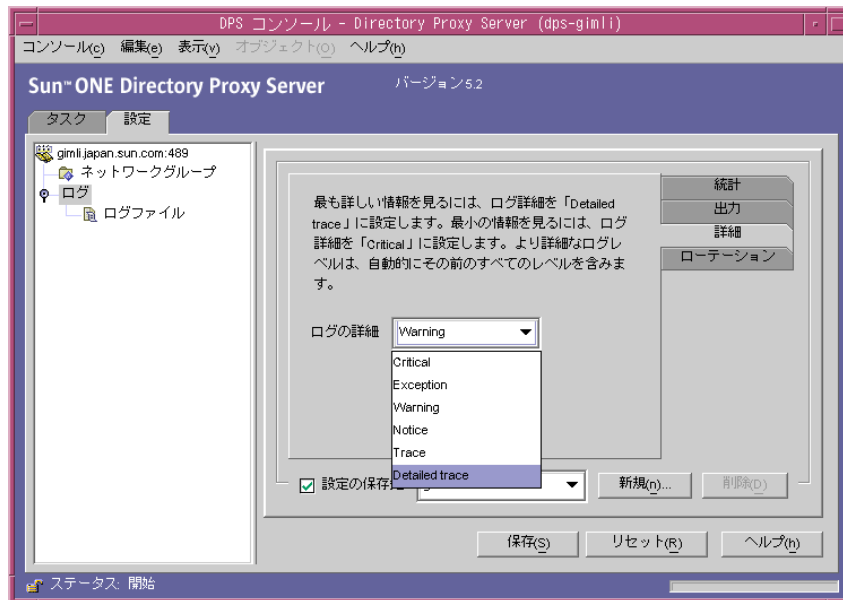 DPS コンソール - Directory Proxy Server (dps-gimli)
コンソール(c) 編集(e) 表示(v) オブジェクト(o) ヘルプ(h)
Sun™ ONE Directory Proxy Server バージョン5.2
タスク 設定
gimli.japan.sun.com:489
ネットワークグループ
ログ
ログファイル
統計
出力
詳細
ローテーション
最も詳しい情報を見るには、ログ詳細を「Detailed
trace」に設定します。最小の情報を見るには、ログ
詳細を「Critical」に設定します。より詳細なログレ
ベルは、自動的にその前のすべてのレベルを含みま
す。
ログの詳細 Warning
Critical
Exception
Warning
Notice
Trace
Detailed trace
設定の保存 新規(n)... 削除(D)
保存(S) リセット(R) ヘルプ(h)
ステータス: 開始